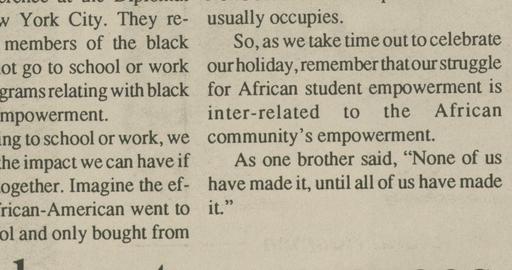 w York City. They re-
members of the black
ot go to school or work
grams relating with black
mpowerment.
ing to school or work, we
the impact we can have if
ogether. Imagine the ef-
rican-American went to
ol and only bought from
usually occupies.
So, as we take time out to celebrate
our holiday, remember that our struggle
for African student empowerment is
inter-related to the African
community's empowerment.
As one brother said, “None of us
have made it, until all of us have made
it.”